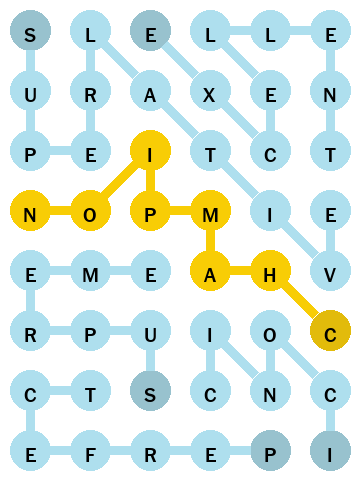 S L E L L E
U R A X E N
P E I T C T
N O P M I E
E M E A H V
R P U I O C
C T S C N C
E F R E P I